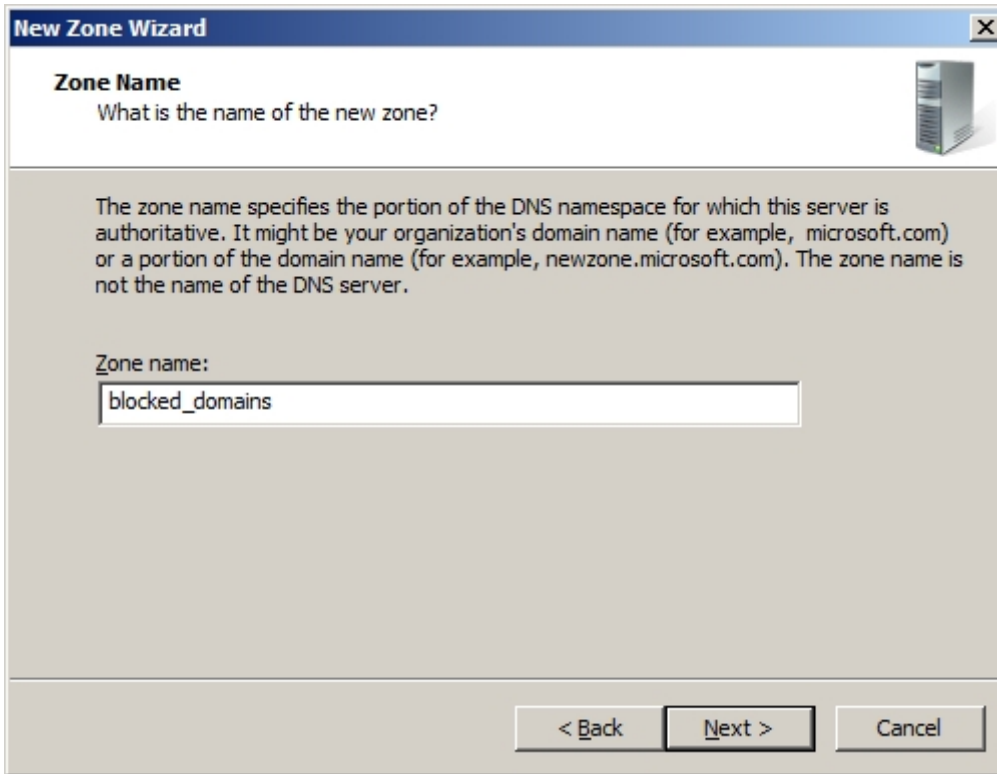 New Zone Wizard
Zone Name
What is the name of the new zone?
The zone name specifies the portion of the DNS namespace for which this server is
authoritative. It might be your organization's domain name (for example, microsoft.com)
or a portion of the domain name (for example, newzone.microsoft.com). The zone name is
not the name of the DNS server.
Zone name:
blocked_domains
< Back
Next >
Cancel